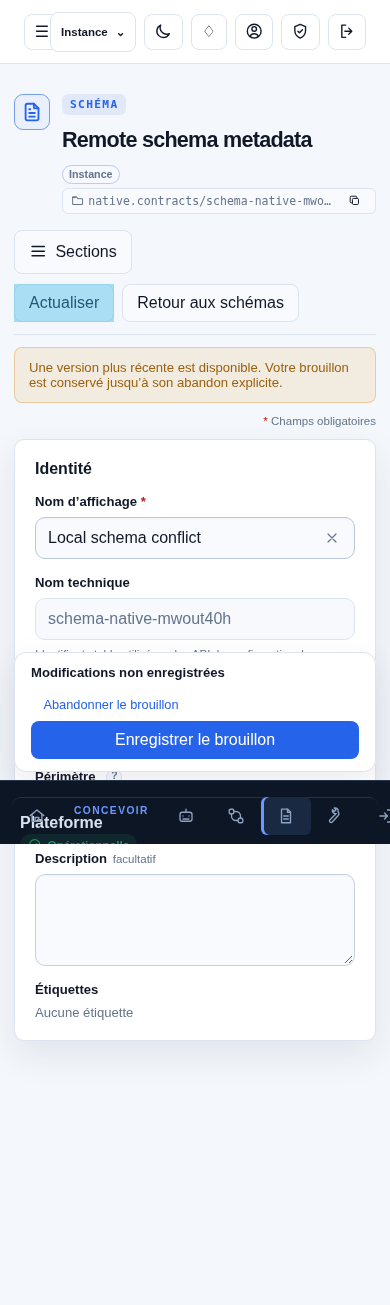 Instance
SCHÉMA
Remote schema metadata
Instance
native.contracts/schema-native-mwo…
Sections
Actualiser
Retour aux schémas
Une version plus récente est disponible. Votre brouillon
est conservé jusqu'à son abandon explicite.
* Champs obligatoires
Identité
Nom d'affichage *
Local schema conflict
Nom technique
schema-native-mwout40h
Modifications non enregistrées
Abandonner le brouillon
Enregistrer le brouillon
Périmètre ?
CONCEVOIR
Plateforme
Opérationnelle
Description facultatif
Étiquettes
Aucune étiquette